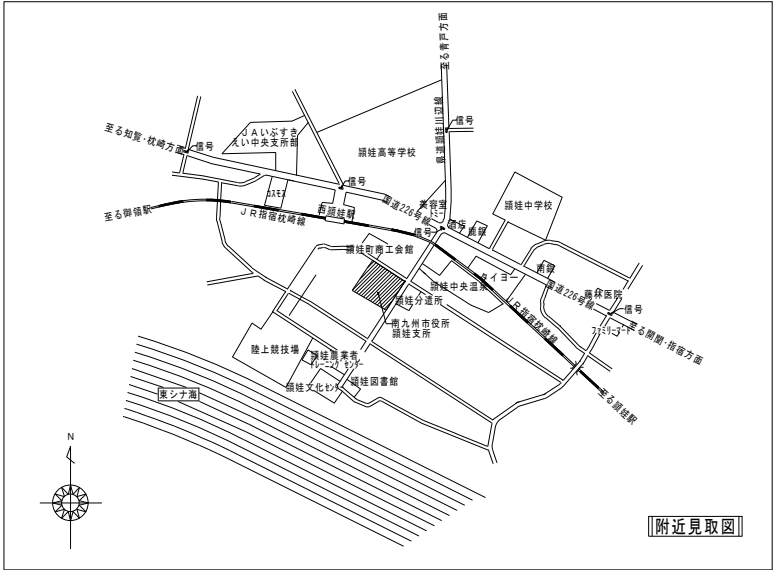 至る青戸方面
県道頴娃川辺線
信号
至る知覧・枕崎方面
信号
ＪＡいぶすき
えい中央支所部
頴娃高等学校
信号
コスモス
西頴娃駅
至る御領駅
ＪＲ指宿枕崎線
国道226号線
美容室
信号
酒店
鹿銀
頴娃中学校
頴娃町商工会館
頴娃中央温泉
タイヨー
南銀
国道226号線
藤林医院
信号
ファミリーマート
至る開聞・指宿方面
頴娃分遣所
南九州市役所
頴娃支所
ＪＲ指宿枕崎線
至る頴娃駅
陸上競技場
頴娃農業者
トレーニングセンター
頴娃文化センター
頴娃図書館
東シナ海
N
附近見取図